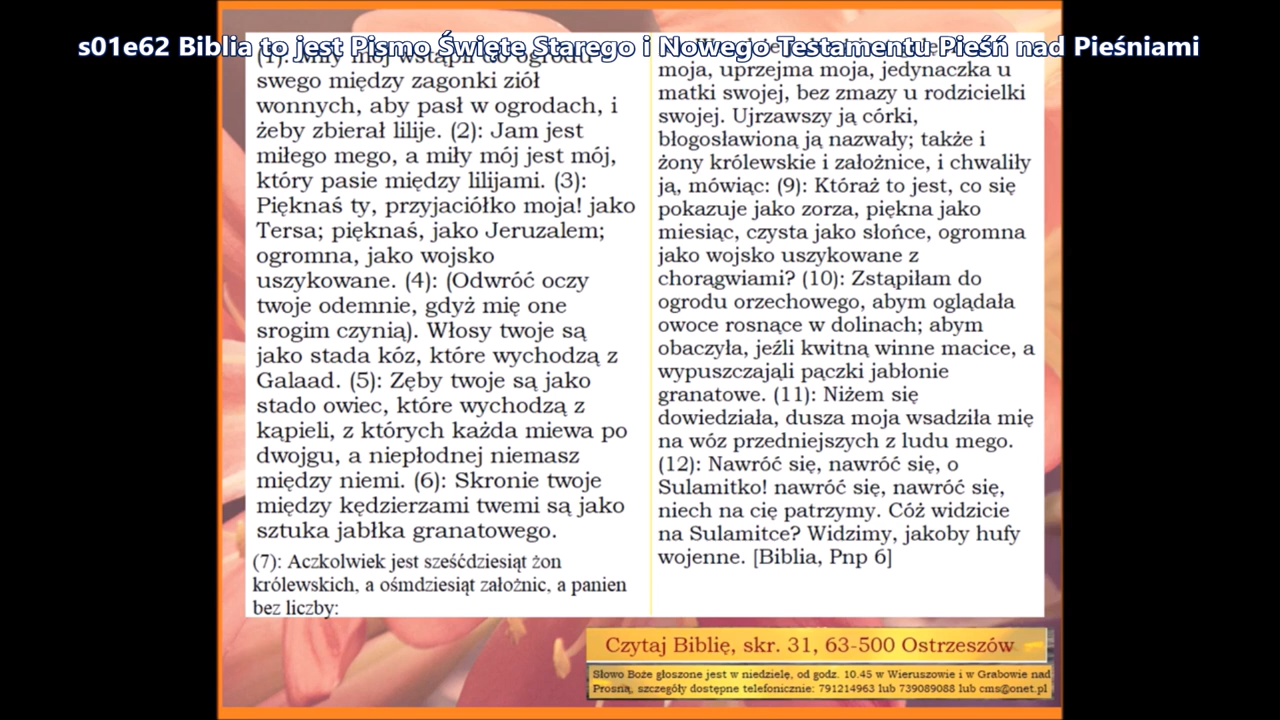 s01e62 Biblia to jest Pismo Święte Starego i Nowego Testamentu Pieśń nad Pieśniami
(1): Miły mój wstąpił do ogrodu
swego między zagonki ziół
wonnych, aby pasł w ogrodach, i
żeby zbierał lilije. (2): Jam jest
miłego mego, a miły mój jest mój,
który pasie między lilijami. (3):
Pięknaś ty, przyjaciółko moja! jako
Tersa; pięknaś, jako Jeruzalem;
ogromna, jako wojsko
uszykowane. (4): (Odwróć oczy
twoje odemnie, gdyż mię one
srogim czynią). Włosy twoje są
jako stada kóz, które wychodzą z
Galaad. (5): Zęby twoje są jako
stado owiec, które wychodzą z
kąpieli, z których każda miewa po
dwojgu, a niepłodnej niemasz
między niemi. (6): Skronie twoje
między kędzierzami twemi są jako
sztuka jabłka granatowego.
(7): Aczkolwiek jest sześćdziesiąt żon
królewskich, a ośmdziesiąt założnic, a panien
bez liczby:
moja, uprzejma moja, jedynaczka u
matki swojej, bez zmazy u rodzicielki
swojej. Ujrzawszy ją córki,
błogosławioną ją nazwały; także i
żony królewskie i założnice, i chwaliły
ją, mówiąc: (9): Któraż to jest, co się
pokazuje jako zorza, piękna jako
miesiąc, czysta jako słońce, ogromna
jako wojsko uszykowane z
chorągwiami? (10): Zstąpiłam do
ogrodu orzechowego, abym oglądała
owoce rosnące w dolinach; abym
obaczyła, jeźli kwitną winne macice, a
wypuszczająli pączki jabłonie
granatowe. (11): Niżem się
dowiedziała, dusza moja wsadziła mię
na wóz przedniejszych z ludu mego.
(12): Nawróć się, nawróć się, o
Sulamitko! nawróć się, nawróć się,
niech na cię patrzymy. Cóż widzicie
na Sulamitce? Widzimy, jakoby hufy
wojenne. [Biblia, Pnp 6]
Czytaj Biblię, skr. 31, 63-500 Ostrzeszów
Słowo Boże głoszone jest w niedzielę, od godz. 10.45 w Wieruszowie i w Grabowie nad
Prosną, szczegóły dostępne telefonicznie: 791214963 lub 739089088 lub cms@onet.pl